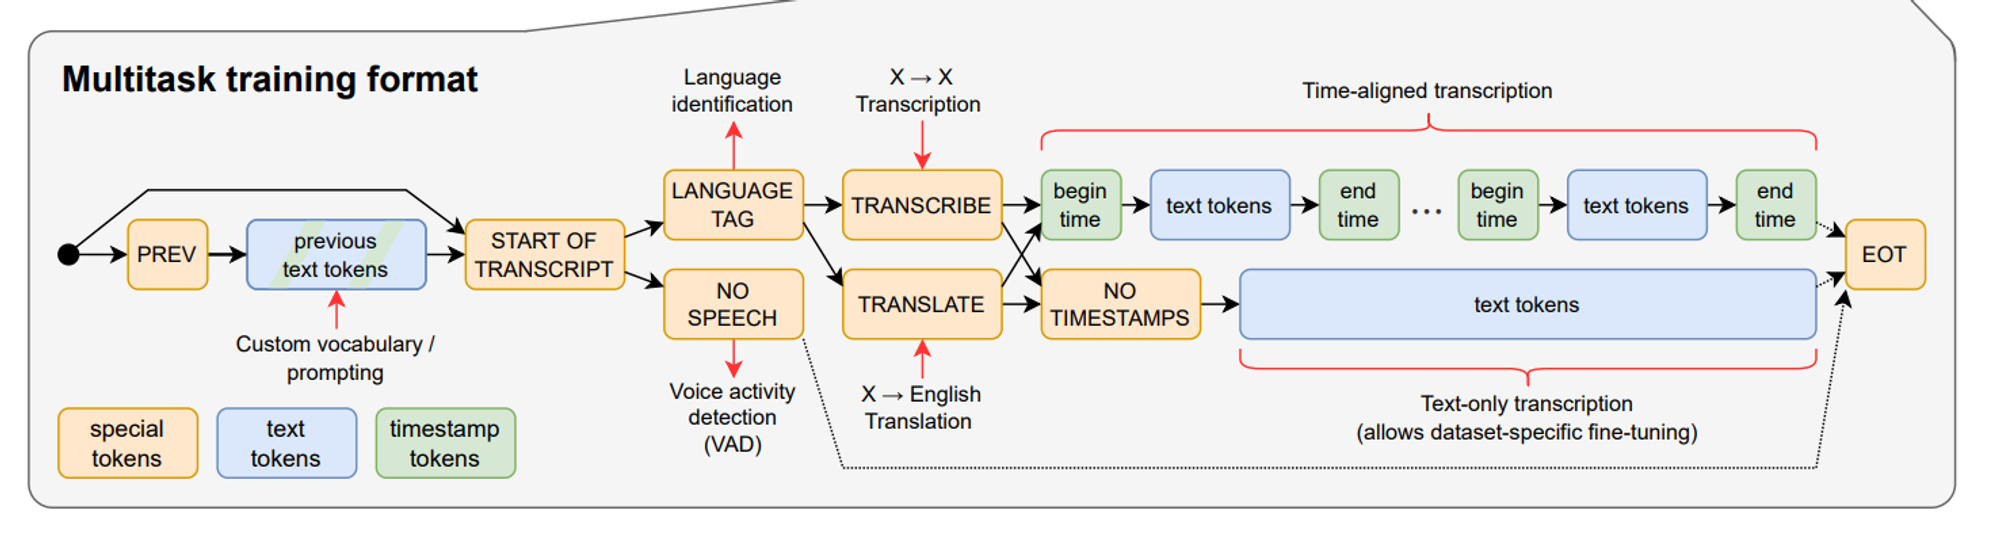 Multitask training format
Language
identification
X → X
Transcription
Time-aligned transcription
PREV
previous
text tokens
START OF
TRANSCRIPT
LANGUAGE
TAG
NO
SPEECH
TRANSCRIBE
TRANSLATE
begin
time
text tokens
end
time
...
begin
time
text tokens
end
time
NO
TIMESTAMPS
text tokens
EOT
Custom vocabulary /
prompting
Voice activity
detection
(VAD)
X → English
Translation
Text-only transcription
(allows dataset-specific fine-tuning)
special
tokens
text
tokens
timestamp
tokens